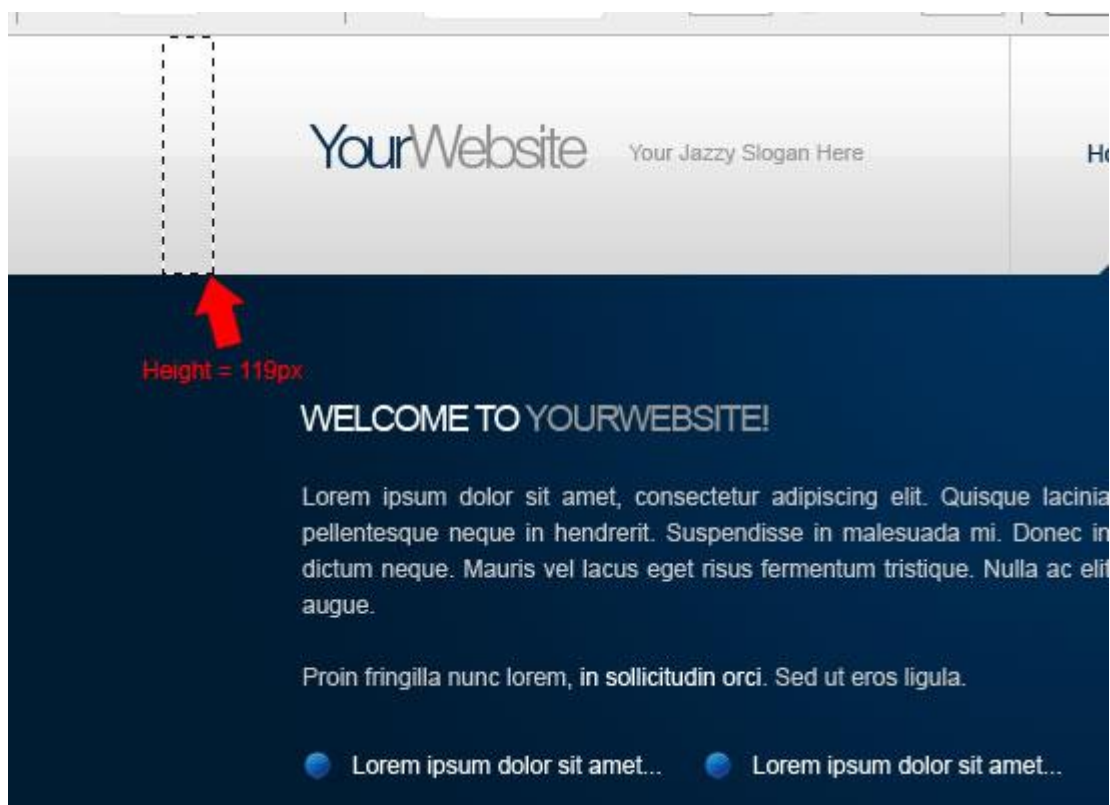 YourWebsite Your Jazzy Slogan Here
Height = 119px
WELCOME TO YOURWEBSITE!
Lorem ipsum dolor sit amet, consectetur adipiscing elit. Quisque lacinia
pellentesque neque in hendrerit. Suspendisse in malesuada mi. Donec in
dictum neque. Mauris vel lacus eget risus fermentum tristique. Nulla ac elit
augue.
Proin fringilla nunc lorem, in sollicitudin orci. Sed ut eros ligula.
Lorem ipsum dolor sit amet... Lorem ipsum dolor sit amet...